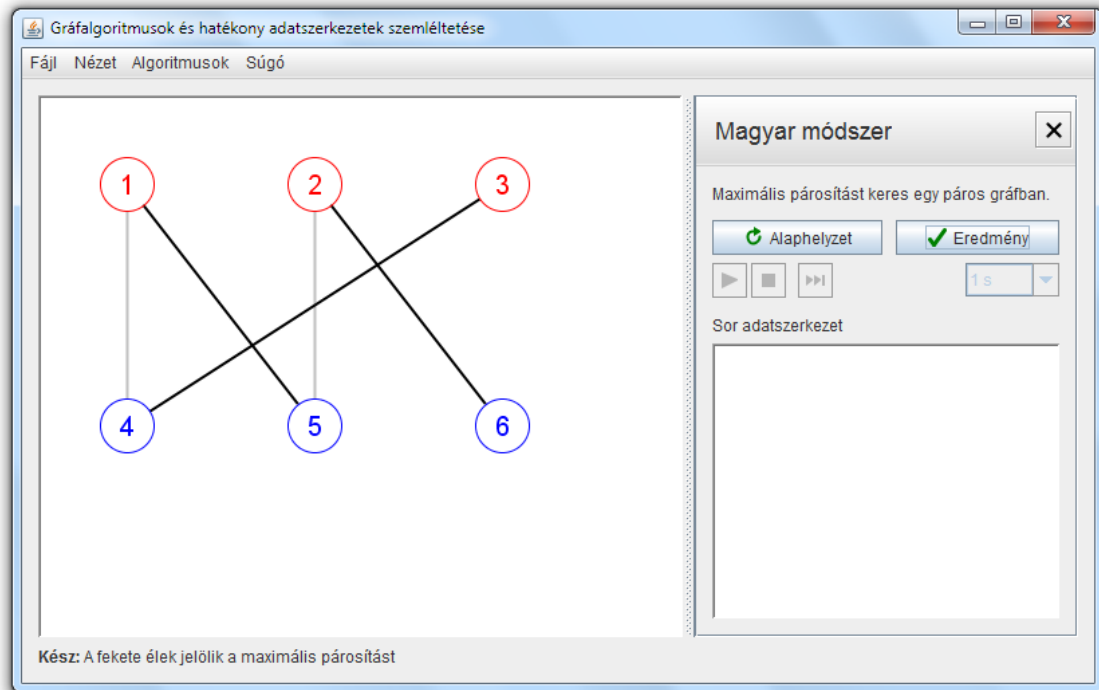 Gráfalgoritmusok és hatékony adatszerkezetek szemléltetése
Fájl Nézet Algoritmusok Súgó
1 2 3
4 5 6
Magyar módszer
Maximális párosítást keres egy páros gráfban.
Alaphelyzet Eredmény
1 s
Sor adatszerkezet
Kész: A fekete élek jelölik a maximális párosítást